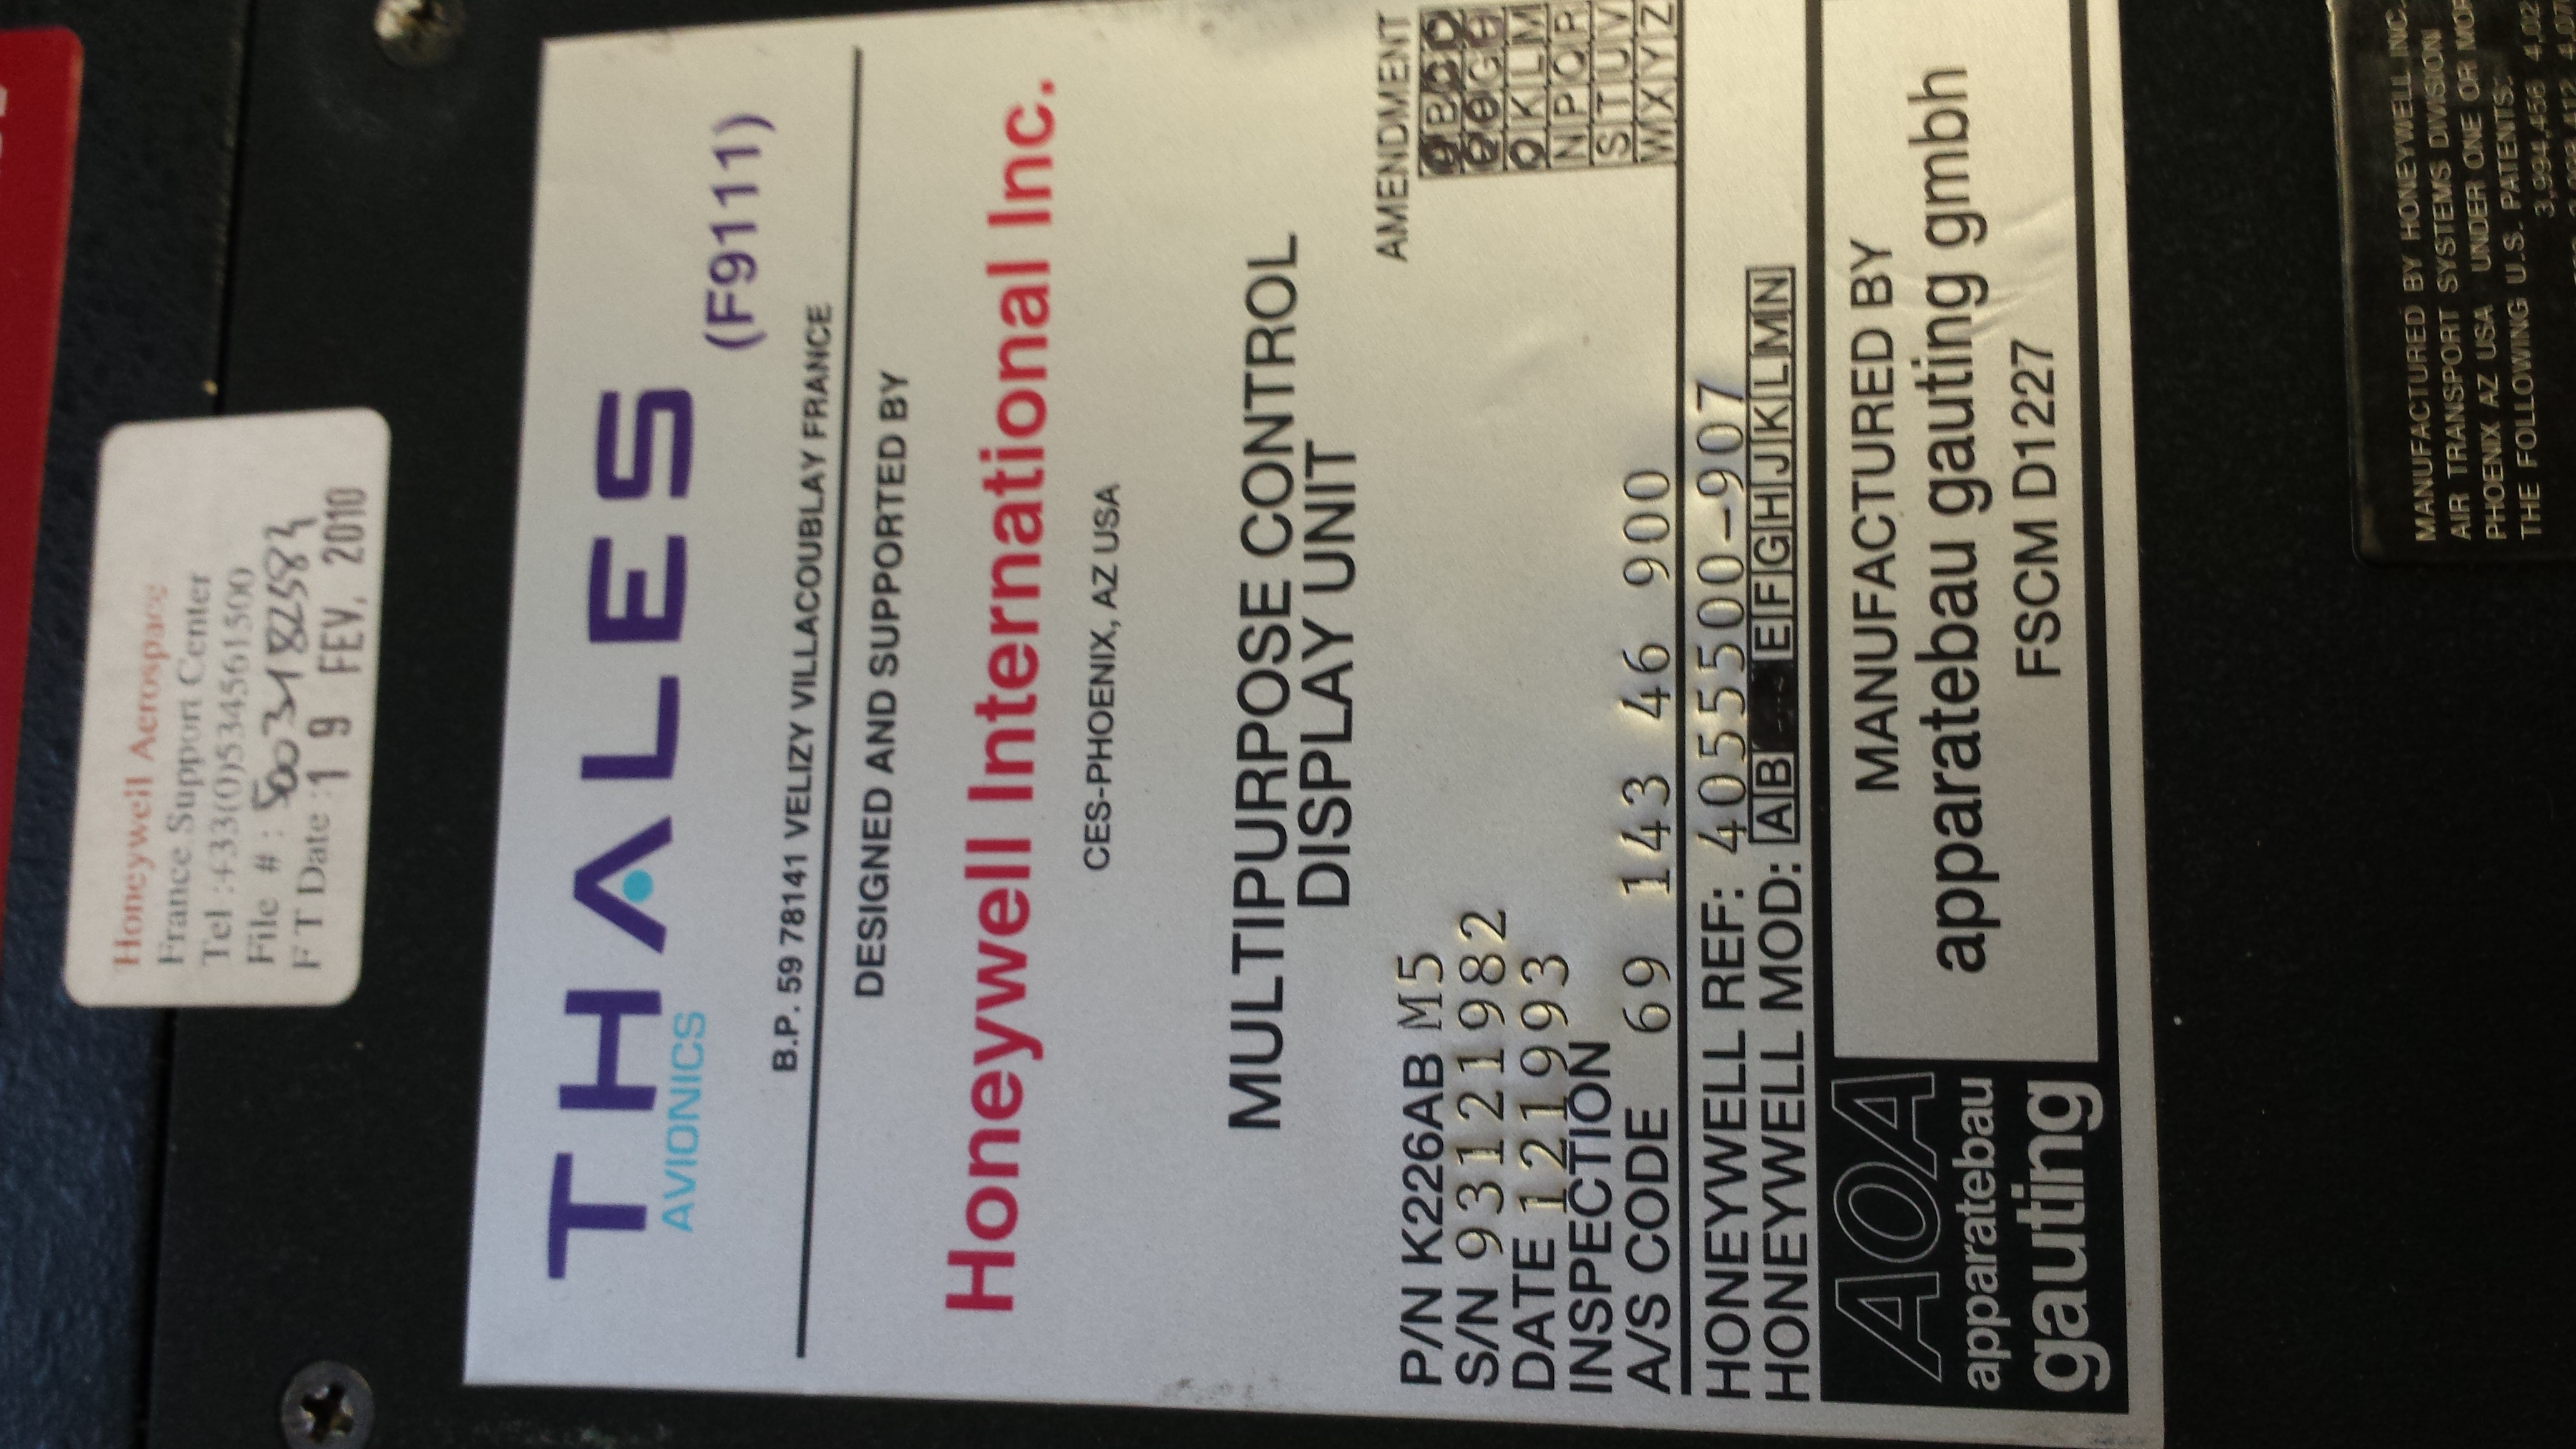 Honeywell Aerospace
France Support Center
Tel :+33(0)534561500
File # :
F T Date : 19 FEV. 2010
THALES
AVIONICS
(F9111)
B.P. 59 78141 VELIZY VILLACOUBLAY FRANCE
DESIGNED AND SUPPORTED BY
Honeywell International Inc.
CES-PHOENIX, AZ USA
MULTIPURPOSE CONTROL
DISPLAY UNIT
AMENDMENT
K L M
N P Q R
S T U V
W X Y Z
P/N K226AB M5
S/N 93121982
DATE 121993
INSPECTION
A/S CODE 69 143 46 900
HONEYWELL REF: 4055500-907
HONEYWELL MOD: A B E F G H J K L M N
AOA
apparatebau
gauting
MANUFACTURED BY
apparatebau gauting gmbh
FSCM D1227
MANUFACTURED BY HONEYWELL INC.
AIR TRANSPORT SYSTEMS DIVISION
PHOENIX AZ USA UNDER ONE OR
THE FOLLOWING U.S. PATENTS:
3,994,456